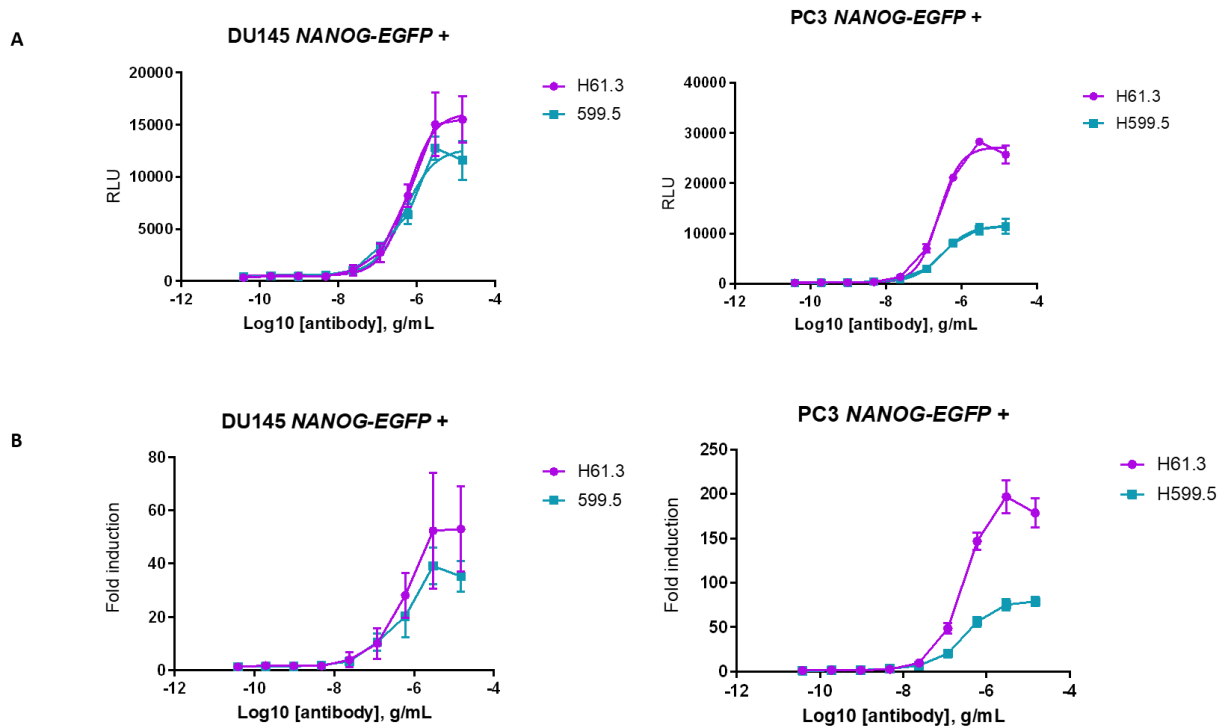 A
DU145 NANOG-EGFP +
20000
15000
10000
5000
0
RLU
-12 -10 -8 -6 -4
Log10 [antibody], g/mL
H61.3
599.5
PC3 NANOG-EGFP +
40000
30000
20000
10000
0
RLU
-12 -10 -8 -6 -4
Log10 [antibody], g/mL
H61.3
H599.5
B
DU145 NANOG-EGFP +
80
60
40
20
0
Fold induction
-12 -10 -8 -6 -4
Log10 [antibody], g/mL
H61.3
599.5
PC3 NANOG-EGFP +
250
200
150
100
50
0
Fold induction
-12 -10 -8 -6 -4
Log10 [antibody], g/mL
H61.3
H599.5